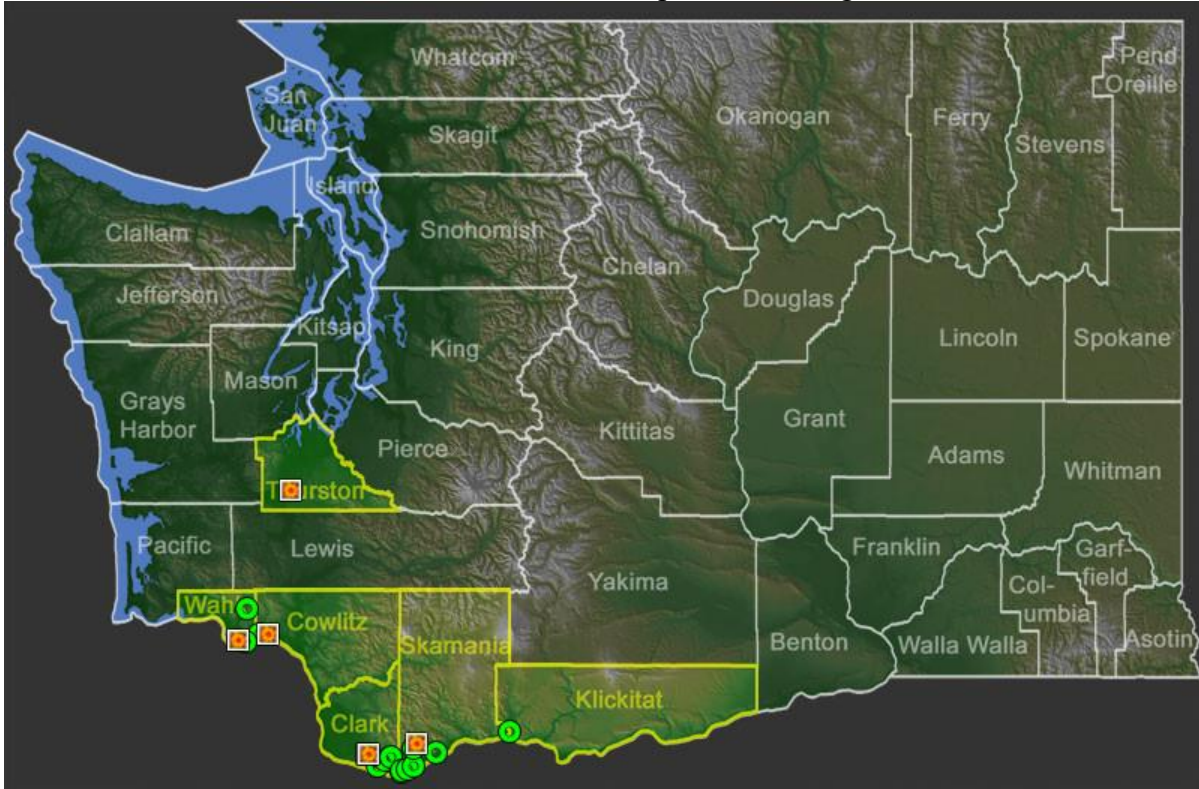 Whatcom
Pend
Oreille
San
Juan
Skagit
Okanogan
Ferry
Stevens
Island
Clallam
Snohomish
Chelan
Jefferson
Douglas
Kitsap
King
Lincoln
Spokane
Mason
Grays
Harbor
Kittitas
Grant
Pierce
Adams
Whitman
Thurston
Pacific
Lewis
Franklin
Garf-
field
Yakima
Col-
umbia
Wah
Cowlitz
Skamania
Benton
Walla Walla
Asotin
Klickitat
Clark